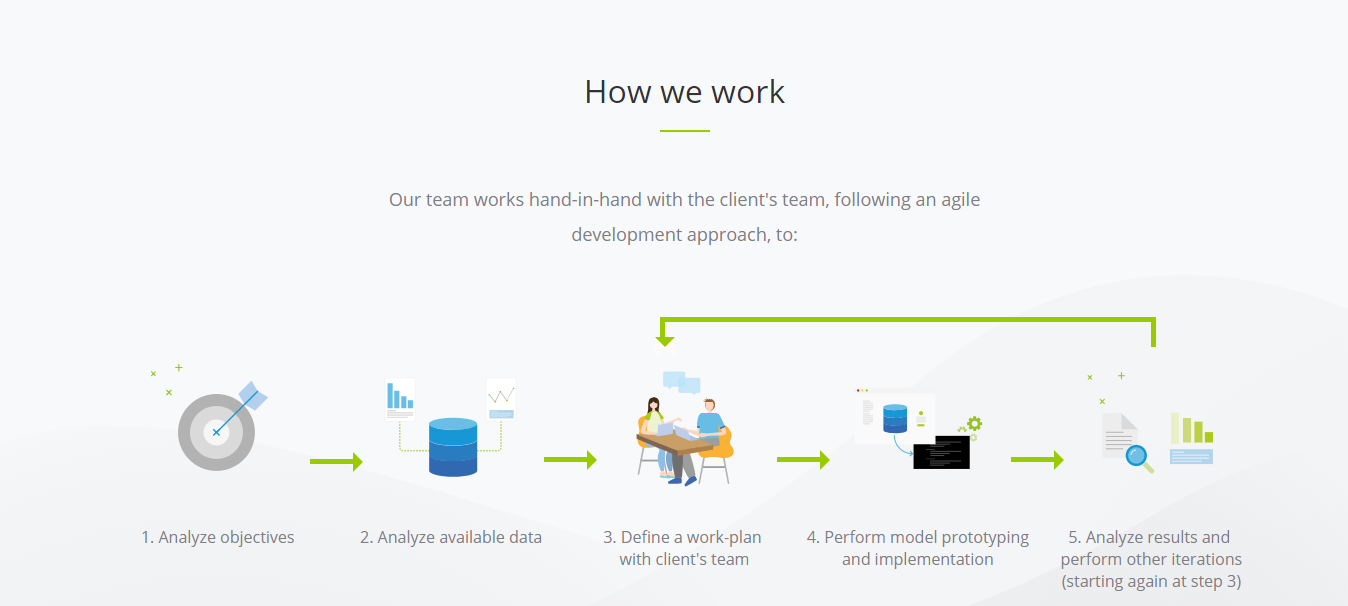 How we work
Our team works hand-in-hand with the client's team, following an agile
development approach, to:
1. Analyze objectives
2. Analyze available data
3. Define a work-plan
with client's team
4. Perform model prototyping
and implementation
5. Analyze results and
perform other iterations
(starting again at step 3)